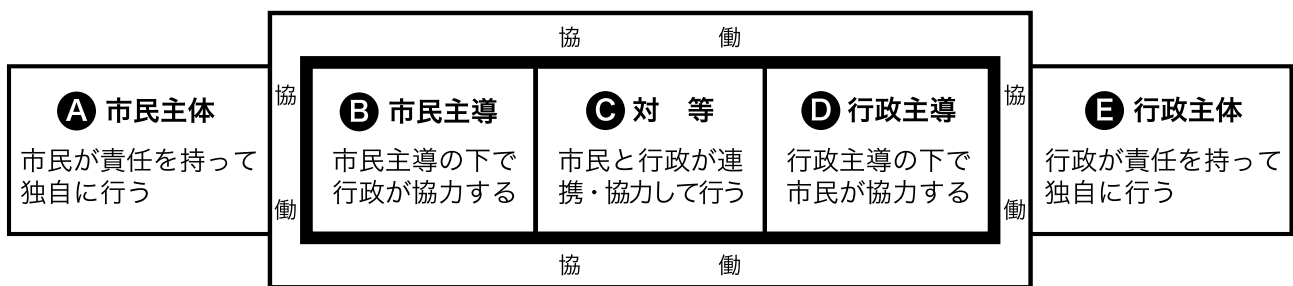 協 働
A 市民主体
市民が責任を持って
独自に行う
協 働
B 市民主導
市民主導の下で
行政が協力する
C 対 等
市民と行政が連
携・協力して行う
D 行政主導
行政主導の下で
市民が協力する
協 働
E 行政主体
行政が責任を持って
独自に行う
協 働